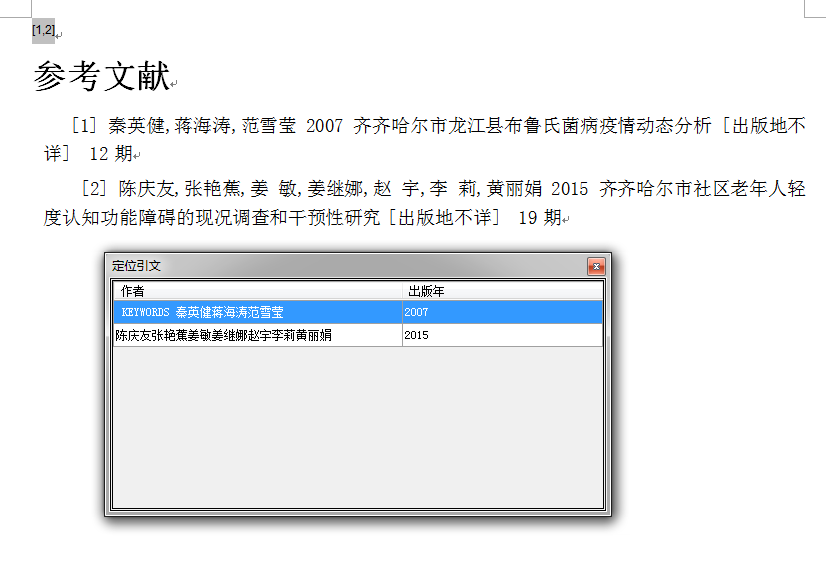 [1,2]
参考文献
[1] 秦英健,蒋海涛,范雪莹 2007 齐齐哈尔市龙江县布鲁氏菌病疫情动态分析 [出版地不
详] 12 期
[2] 陈庆友,张艳蕉,姜 敏,姜继娜,赵 宇,李 莉,黄丽娟 2015 齐齐哈尔市社区老年人轻
度认知功能障碍的现况调查和干预性研究 [出版地不详] 19 期
定位引文
作者 出版年
KEYWORDS 秦英健蒋海涛范雪莹 2007
陈庆友张艳蕉姜敏姜继娜赵宇李莉黄丽娟 2015